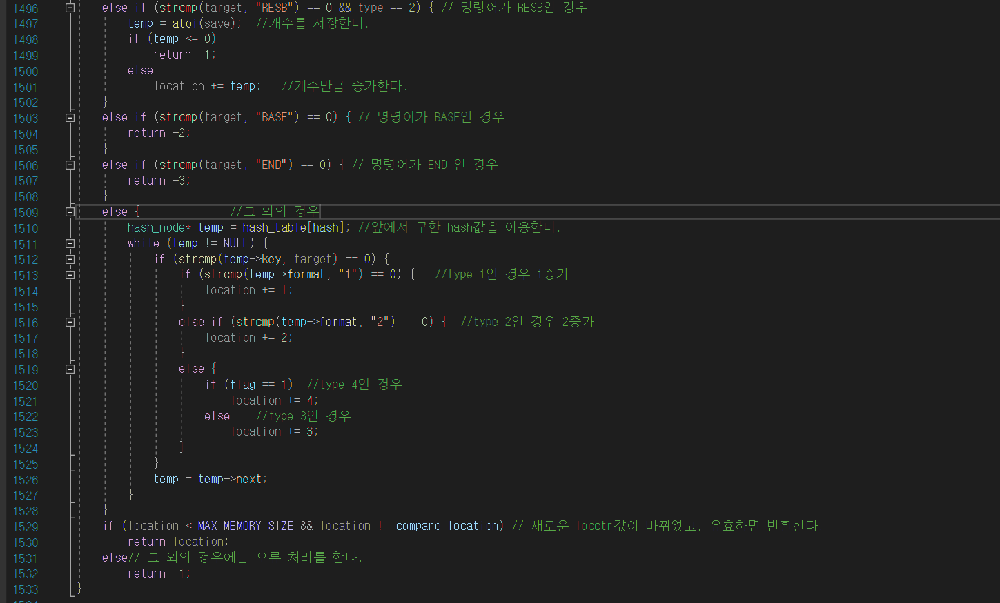 1496 else if (strcmp(target, "RESB") == 0 && type == 2) { // 명령어가 RESB인 경우
1497 temp = atoi(save); //개수를 저장한다.
1498 if (temp <= 0)
1499 return -1;
1500 else
1501 location += temp; //개수만큼 증가한다.
1502 }
1503 else if (strcmp(target, "BASE") == 0) { // 명령어가 BASE인 경우
1504 return -2;
1505 }
1506 else if (strcmp(target, "END") == 0) { // 명령어가 END 인 경우
1507 return -3;
1508 }
1509 else { //그 외의 경우
1510 hash_node* temp = hash_table[hash]; //앞에서 구한 hash값을 이용한다.
1511 while (temp != NULL) {
1512 if (strcmp(temp->key, target) == 0) {
1513 if (strcmp(temp->format, "1") == 0) { //type 1인 경우 1증가
1514 location += 1;
1515 }
1516 else if (strcmp(temp->format, "2") == 0) { //type 2인 경우 2증가
1517 location += 2;
1518 }
1519 else {
1520 if (flag == 1) //type 4인 경우
1521 location += 4;
1522 else //type 3인 경우
1523 location += 3;
1524 }
1525 }
1526 temp = temp->next;
1527 }
1528 }
1529 if (location < MAX_MEMORY_SIZE && location != compare_location) // 새로운 locctr값이 바뀌었고, 유효하면 반환한다.
1530 return location;
1531 else// 그 외의 경우에는 오류 처리를 한다.
1532 return -1;
1533 }